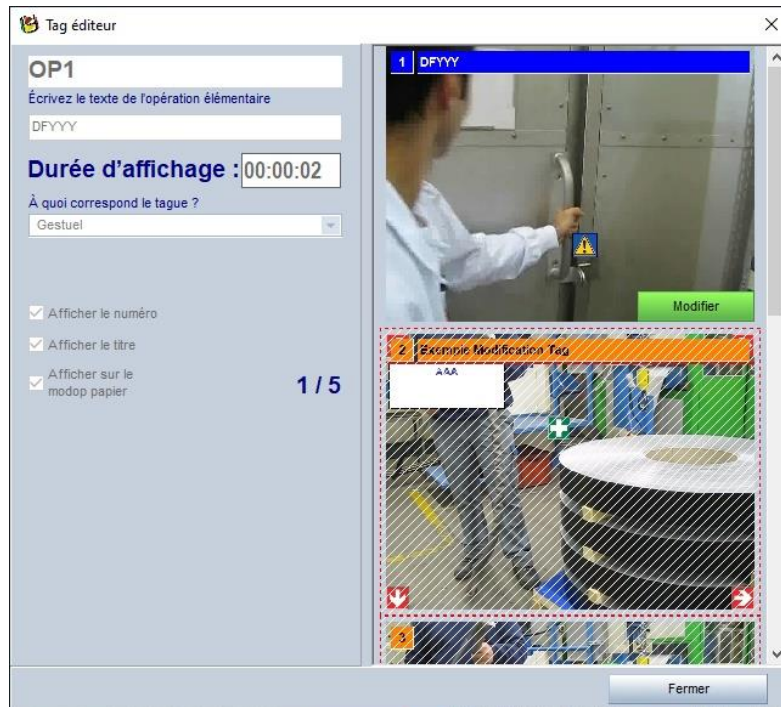 Tag éditeur
OP1
Écrivez le texte de l'opération élémentaire
DFYYY
Durée d'affichage : 00:00:02
À quoi correspond le tague ?
Gestuel
Afficher le numéro
Afficher le titre
Afficher sur le
modop papier
1 / 5
1 DFYYY
Modifier
2 Exemple Modification Tag
AAA
3
Fermer